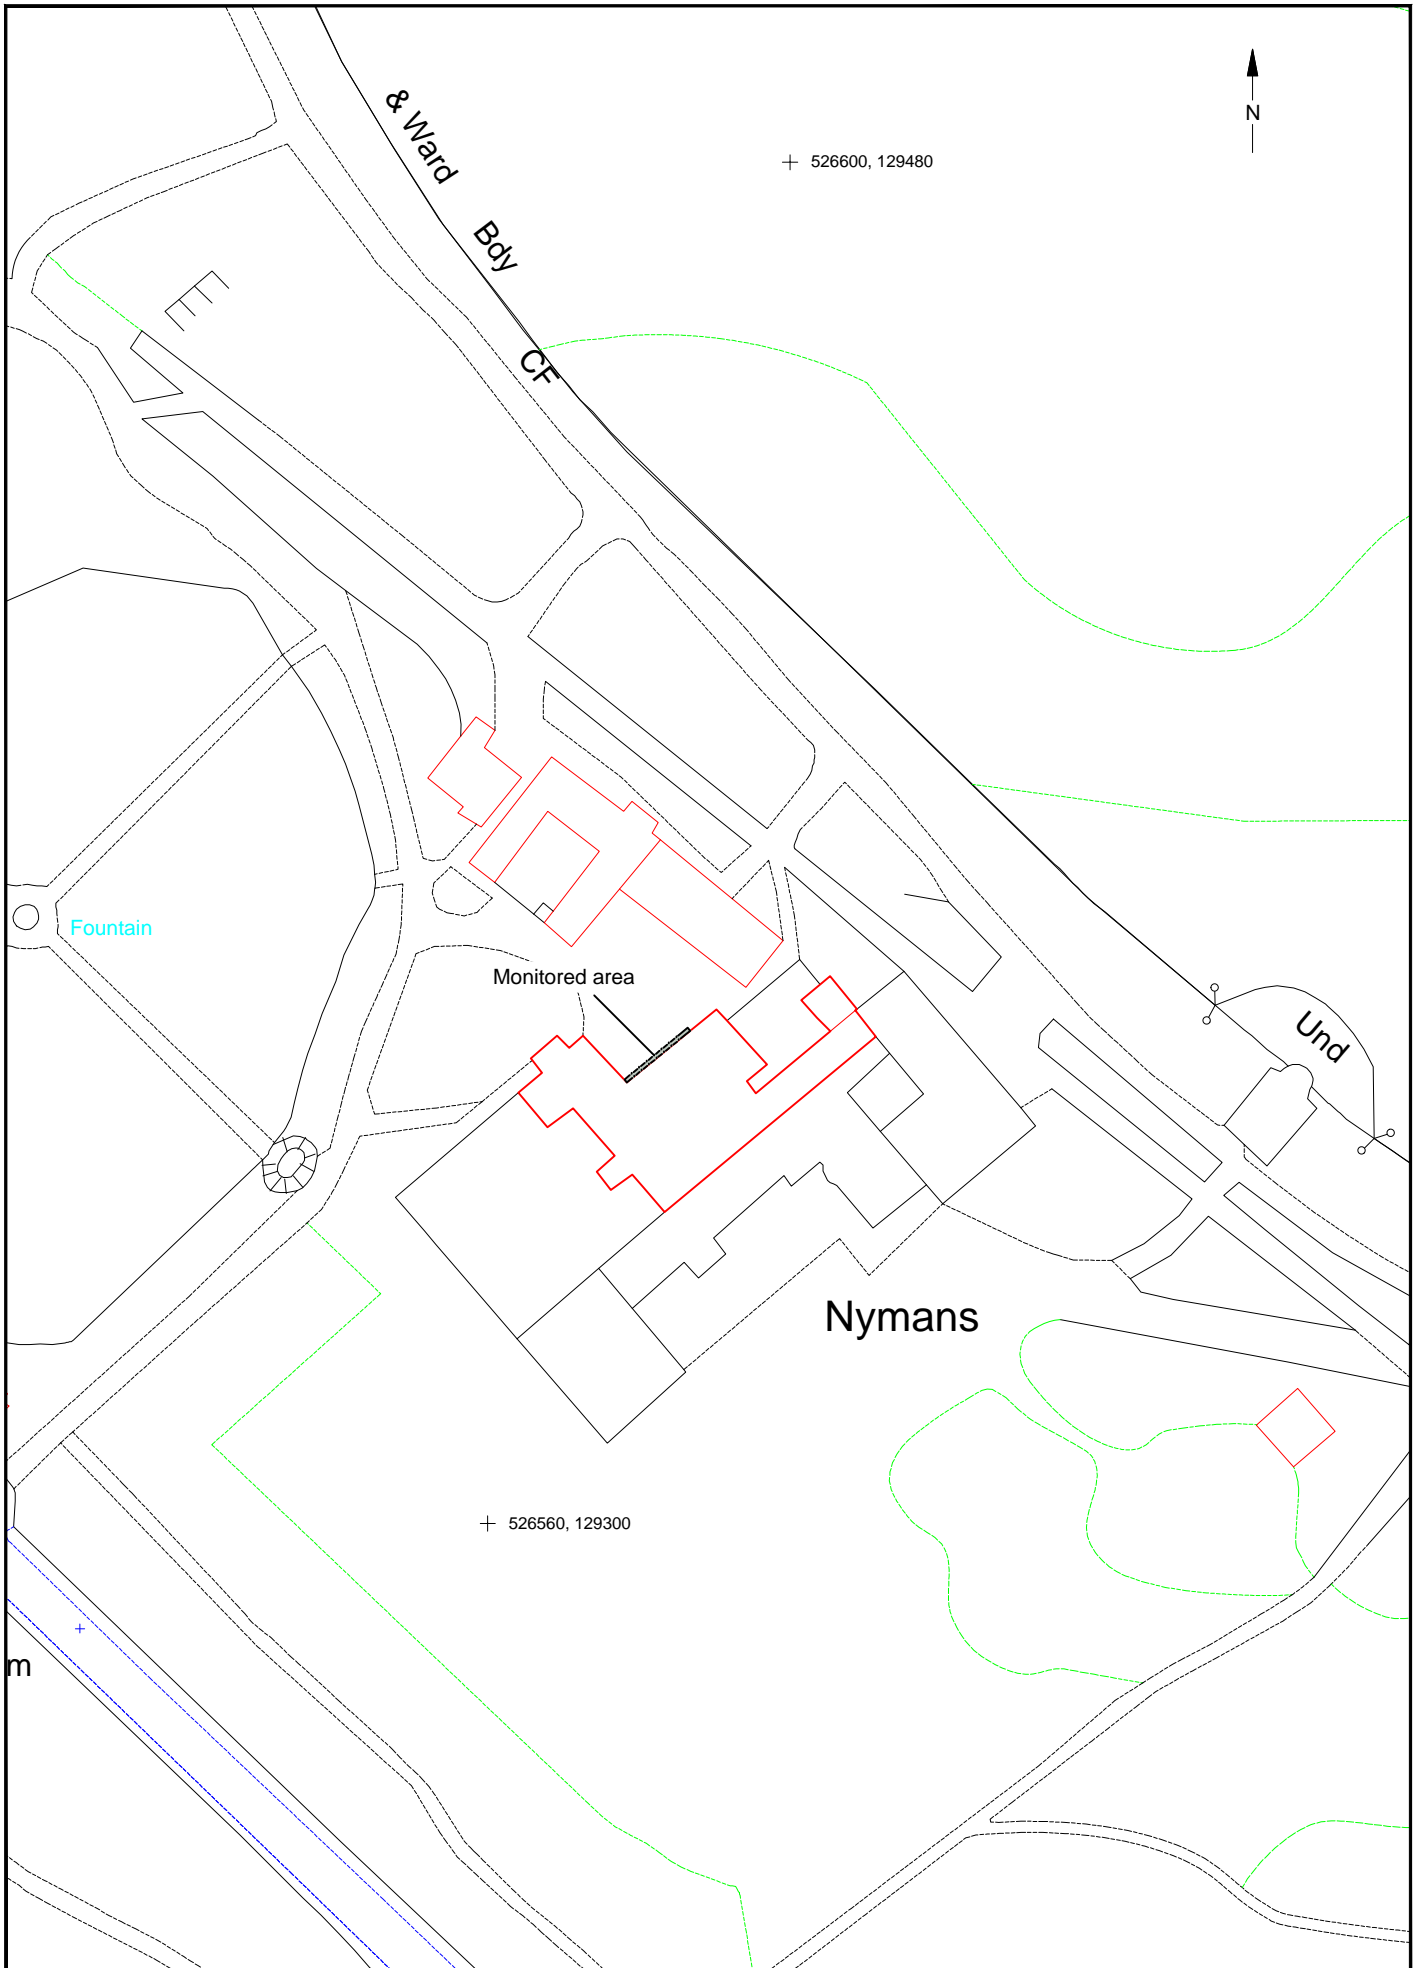 & Ward Bdy
N
526600, 129480
CF
Fountain
Monitored area
Und
Nymans
526560, 129300
m